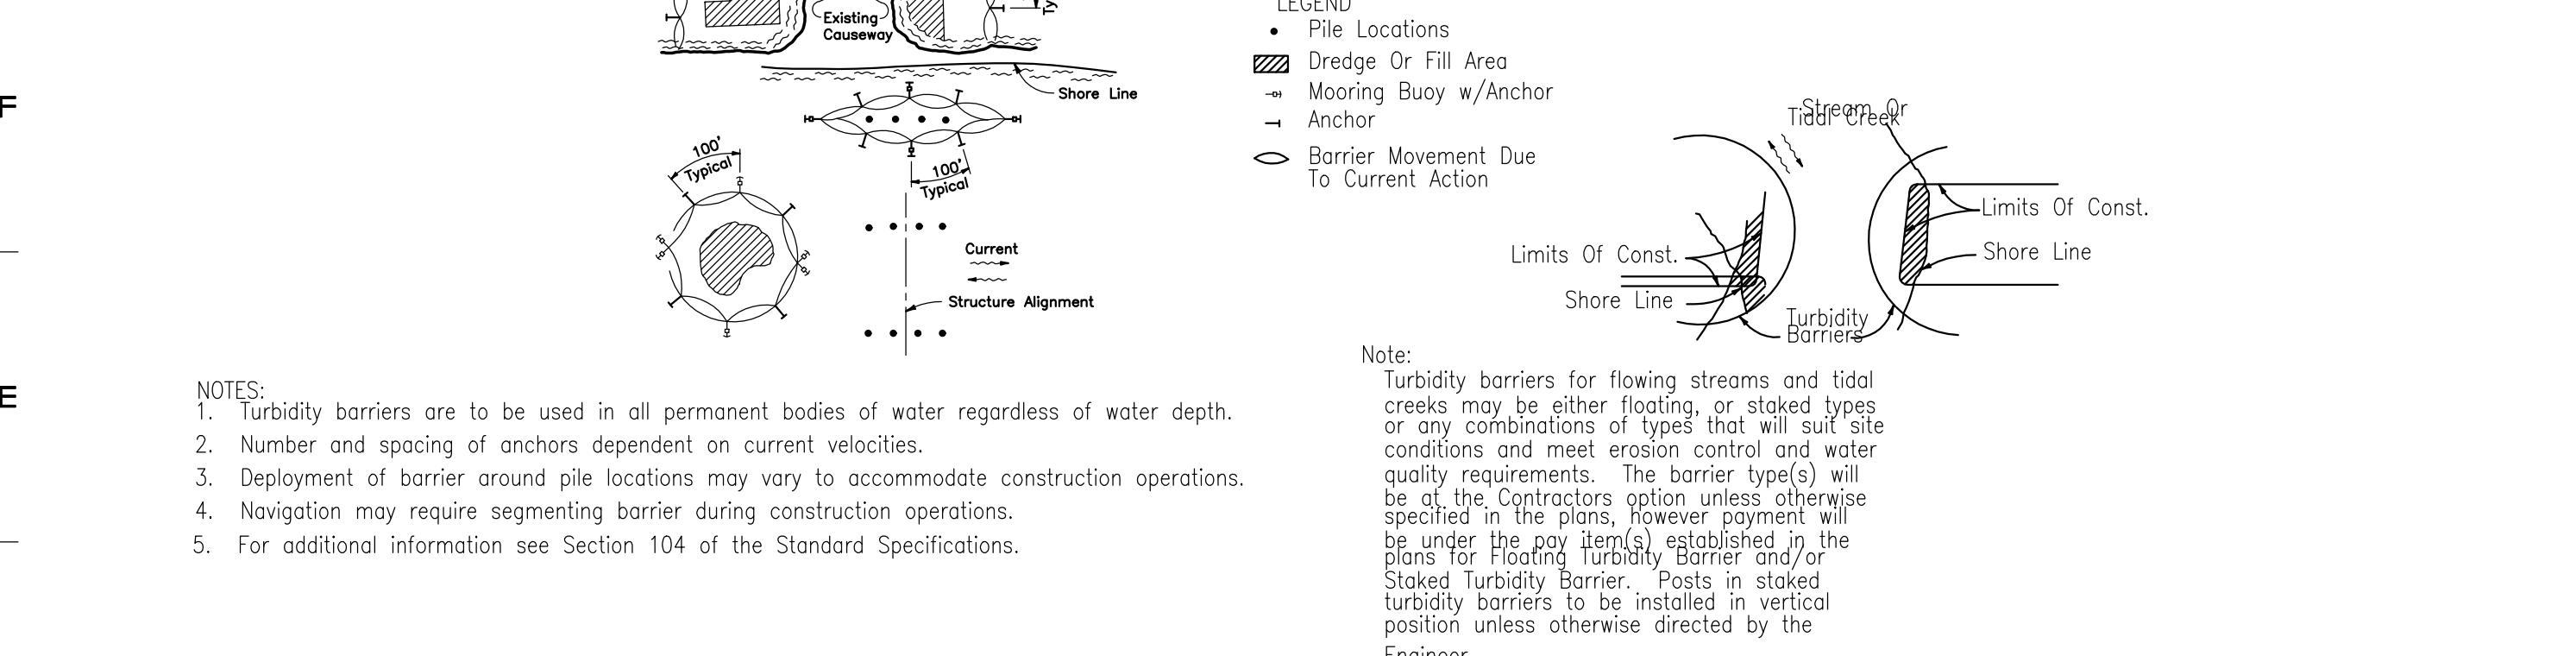 Existing
Causeway
Ty
Shore Line
100'
Typical
100'
Typical
Current
Structure Alignment
LEGEND
Pile Locations
Dredge Or Fill Area
Mooring Buoy w/Anchor
Anchor
Barrier Movement Due
To Current Action
Stream Or
Tidal Creek
Limits Of Const.
Shore Line
Limits Of Const.
Shore Line
Turbidity
Barriers
F
E
NOTES:
1. Turbidity barriers are to be used in all permanent bodies of water regardless of water depth.
2. Number and spacing of anchors dependent on current velocities.
3. Deployment of barrier around pile locations may vary to accommodate construction operations.
4. Navigation may require segmenting barrier during construction operations.
5. For additional information see Section 104 of the Standard Specifications.
Note:
Turbidity barriers for flowing streams and tidal
creeks may be either floating, or staked types
or any combinations of types that will suit site
conditions and meet erosion control and water
quality requirements. The barrier type(s) will
be at the Contractors option unless otherwise
specified in the plans, however payment will
be under the pay item(s) established in the
plans for Floating Turbidity Barrier and/or
Staked Turbidity Barrier. Posts in staked
turbidity barriers to be installed in vertical
position unless otherwise directed by the
Engineer